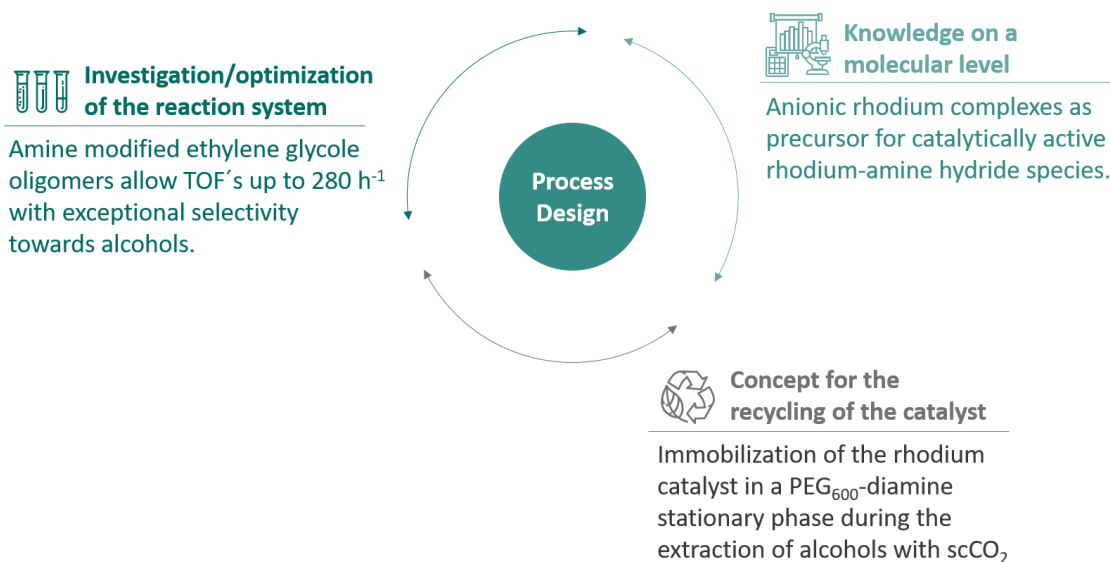 Investigation/optimization
of the reaction system
Amine modified ethylene glycole
oligomers allow TOF´s up to 280 h⁻¹
with exceptional selectivity
towards alcohols.
Process
Design
Knowledge on a
molecular level
Anionic rhodium complexes as
precursor for catalytically active
rhodium-amine hydride species.
Concept for the
recycling of the catalyst
Immobilization of the rhodium
catalyst in a PEG₆₀₀-diamine
stationary phase during the
extraction of alcohols with scCO₂